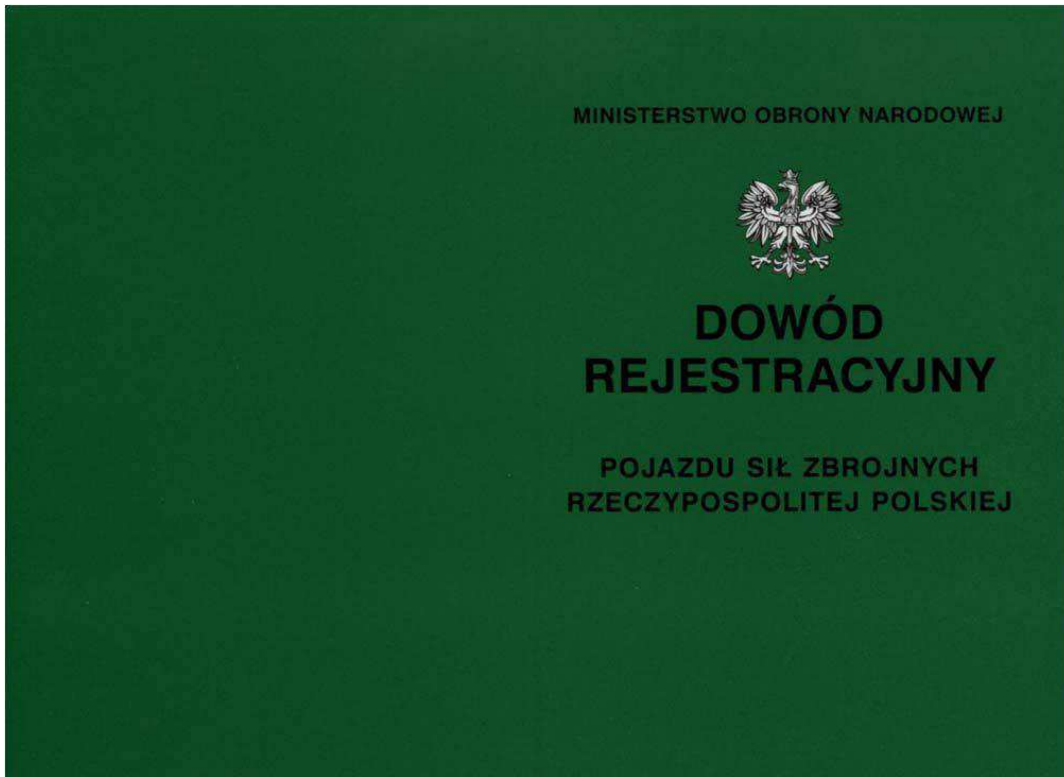 MINISTERSTWO OBRONY NARODOWEJ
DOWÓD
REJESTRACYJNY
POJAZDU SIŁ ZBROJNYCH
RZECZYPOSPOLITEJ POLSKIEJ